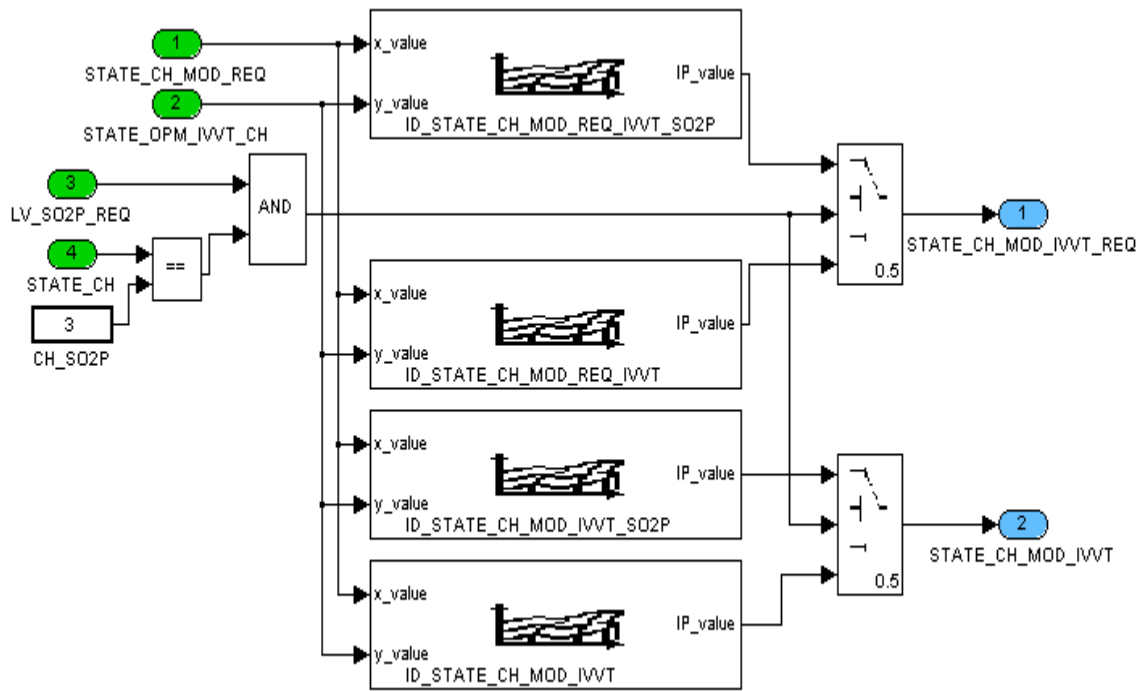 1
STATE_CH_MOD_REQ
2
STATE_OPM_IVVT_CH
3
LV_SO2P_REQ
4
STATE_CH
3
CH_SO2P
==
AND
x_value
y_value
IP_value
ID_STATE_CH_MOD_REQ_IVVT_SO2P
x_value
y_value
IP_value
ID_STATE_CH_MOD_REQ_IVVT
x_value
y_value
IP_value
ID_STATE_CH_MOD_IVVT_SO2P
x_value
y_value
IP_value
ID_STATE_CH_MOD_IVVT
0.5
1
STATE_CH_MOD_IVVT_REQ
0.5
2
STATE_CH_MOD_IVVT